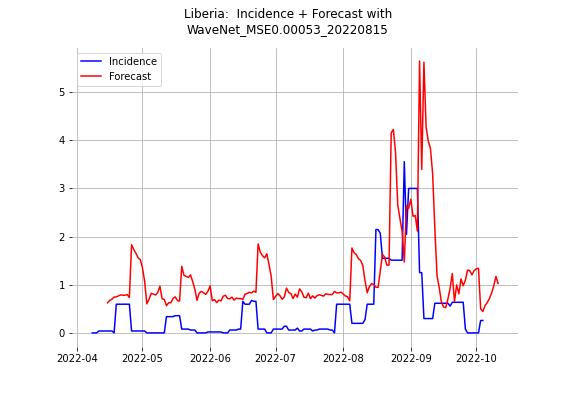 Liberia:  Incidence + Forecast with
WaveNet_MSE0.00053_20220815
Incidence
Forecast
5
4
3
2
1
0
2022-04 2022-05 2022-06 2022-07 2022-08 2022-09 2022-10